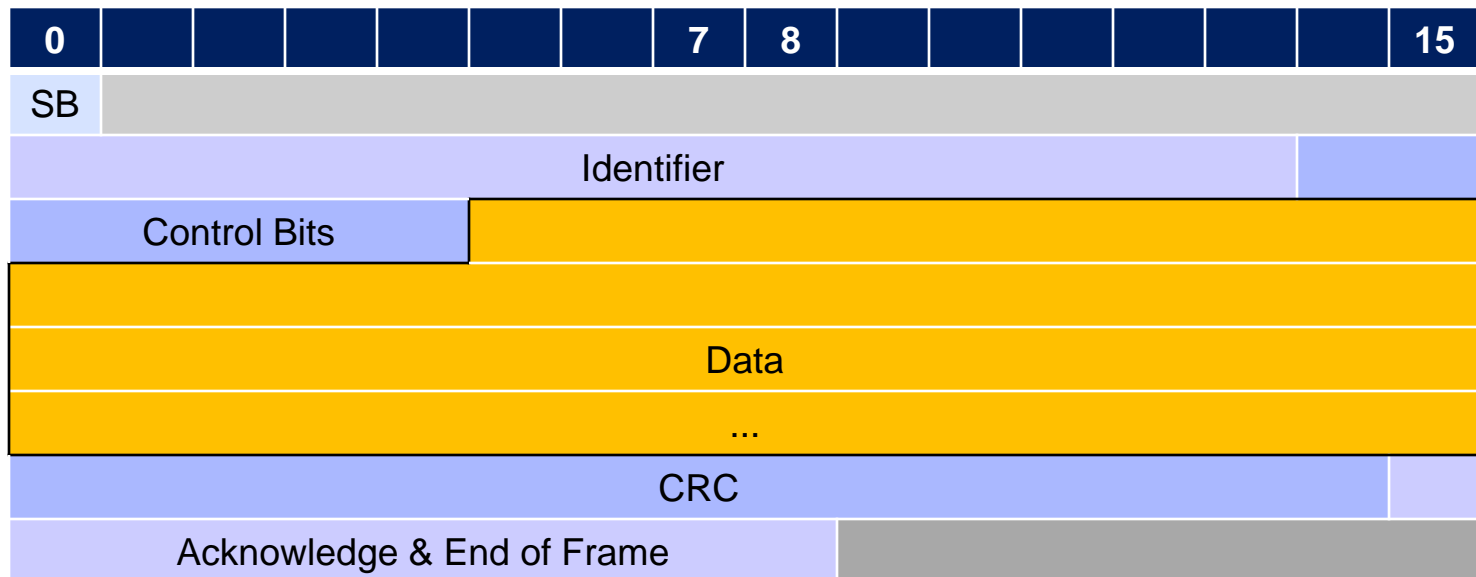 0 7 8 15
SB
Identifier
Control Bits
Data
...
CRC
Acknowledge & End of Frame